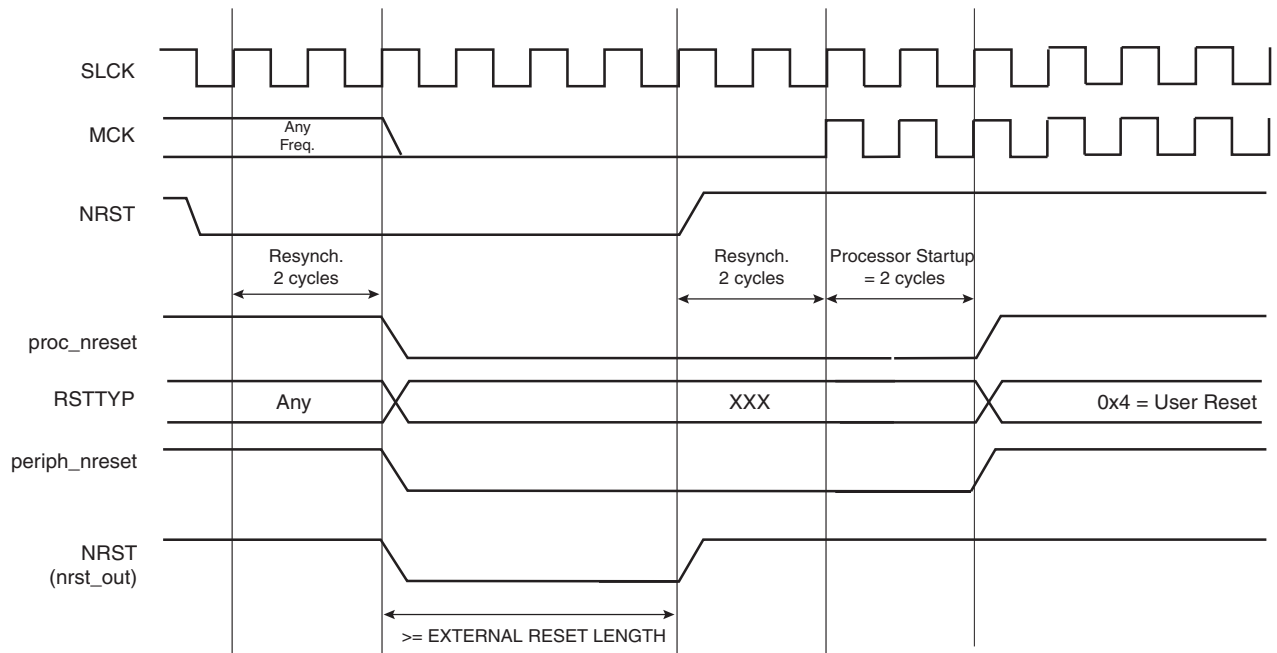 SLCK
MCK
Any
Freq.
NRST
Resynch.
2 cycles
Resynch.
2 cycles
Processor Startup
= 2 cycles
proc_nreset
RSTTYP
Any
XXX
0x4 = User Reset
periph_nreset
NRST
(nrst_out)
>= EXTERNAL RESET LENGTH